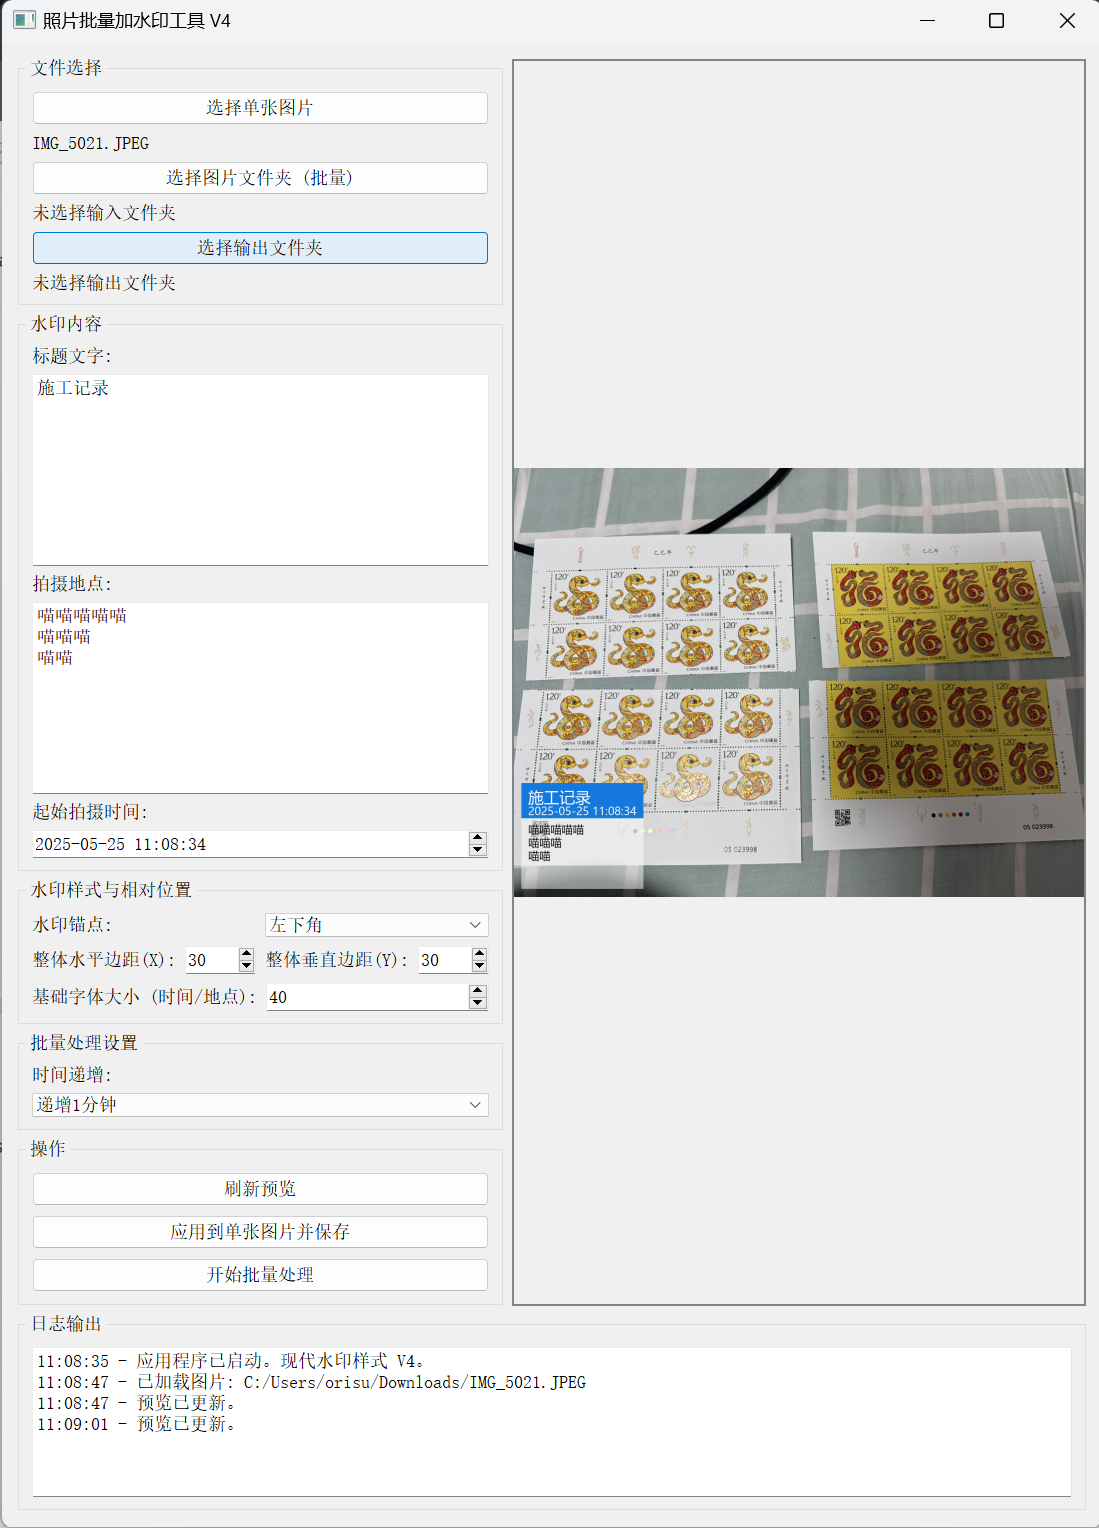 照片批量加水印工具 V4
文件选择
选择单张图片
IMG_5021.JPEG
选择图片文件夹 (批量)
未选择输入文件夹
选择输出文件夹
未选择输出文件夹
水印内容
标题文字:
施工记录
拍摄地点:
喵喵喵喵喵
喵喵喵
喵喵
起始拍摄时间:
2025-05-25 11:08:34
水印样式与相对位置
水印锚点:
左下角
整体水平边距(X): 30 整体垂直边距(Y): 30
基础字体大小 (时间/地点): 40
批量处理设置
时间递增:
递增1分钟
操作
刷新预览
应用到单张图片并保存
开始批量处理
施工记录
2025-05-25 11:08:34
喵喵喵喵喵
喵喵喵
喵喵
05 023998
05 023996
日志输出
11:08:35 - 应用程序已启动。现代水印样式 V4。
11:08:47 - 已加载图片: C:/Users/orisu/Downloads/IMG_5021.JPEG
11:08:47 - 预览已更新。
11:09:01 - 预览已更新。